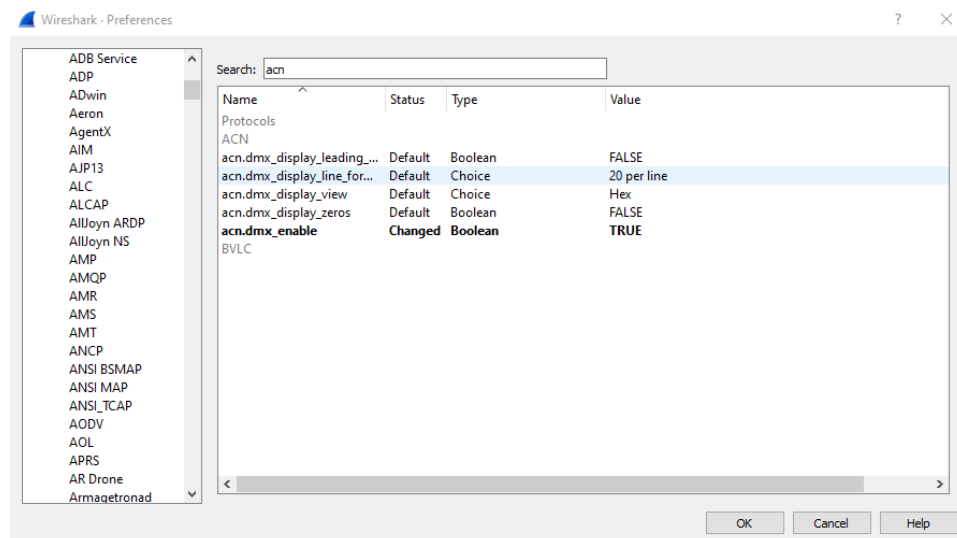 Wireshark · Preferences
?
ADB Service
ADP
ADwin
Aeron
AgentX
AIM
AJP13
ALC
ALCAP
AllJoyn ARDP
AllJoyn NS
AMP
AMQP
AMR
AMS
AMT
ANCP
ANSI BSMAP
ANSI MAP
ANSI_TCAP
AODV
AOL
APRS
AR Drone
Armagetronad
Search: acn
Name Status Type Value
Protocols
ACN
acn.dmx_display_leading_... Default Boolean FALSE
acn.dmx_display_line_for... Default Choice 20 per line
acn.dmx_display_view Default Choice Hex
acn.dmx_display_zeros Default Boolean FALSE
acn.dmx_enable Changed Boolean TRUE
BVLC
OK Cancel Help